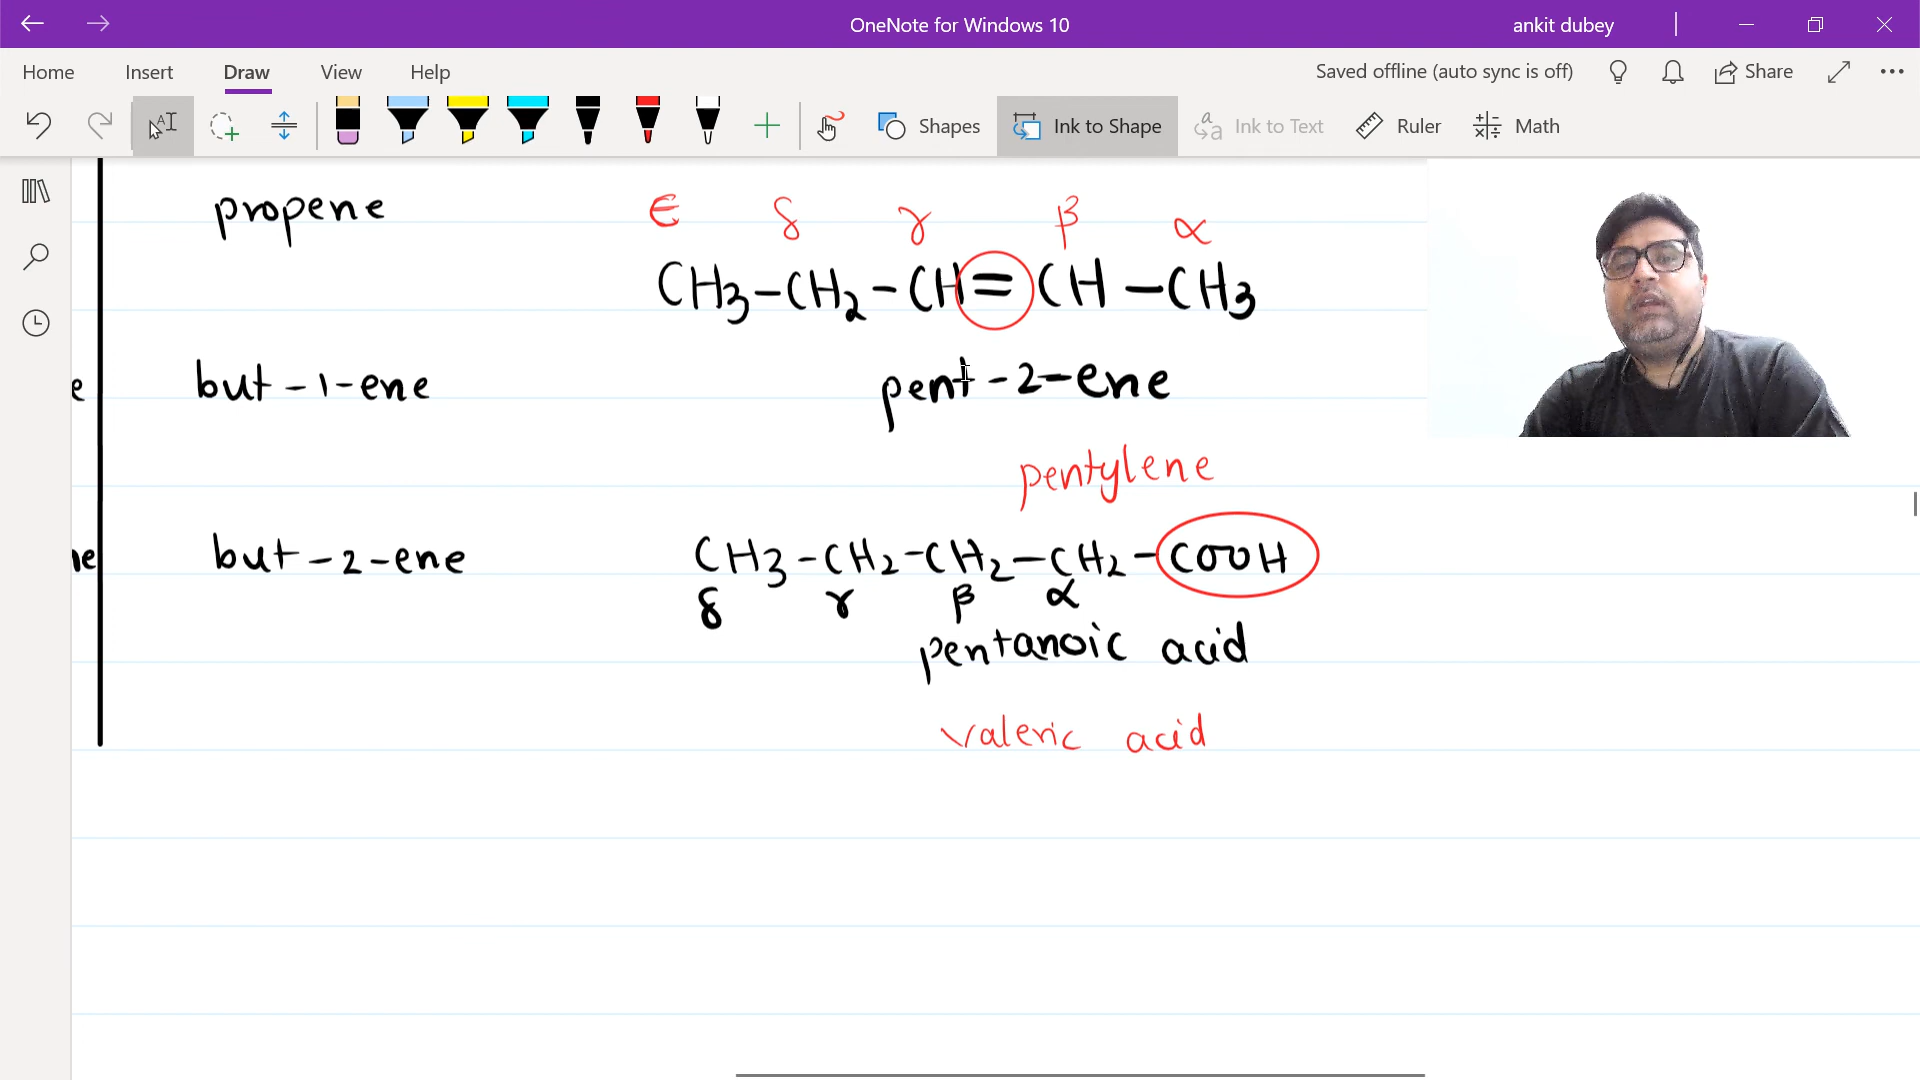 OneNote for Windows 10
ankit dubey
Home Insert Draw View Help
Saved offline (auto sync is off) Share
Shapes Ink to Shape Ink to Text Ruler Math
propene
ϵ δ γ β α
CH3-CH2-CH=CH-CH3
e but-1-ene
pent-2-ene
pentylene
ne but-2-ene
CH3-CH2-CH2-CH2-COOH
δ γ β α
pentanoic acid
valeric acid